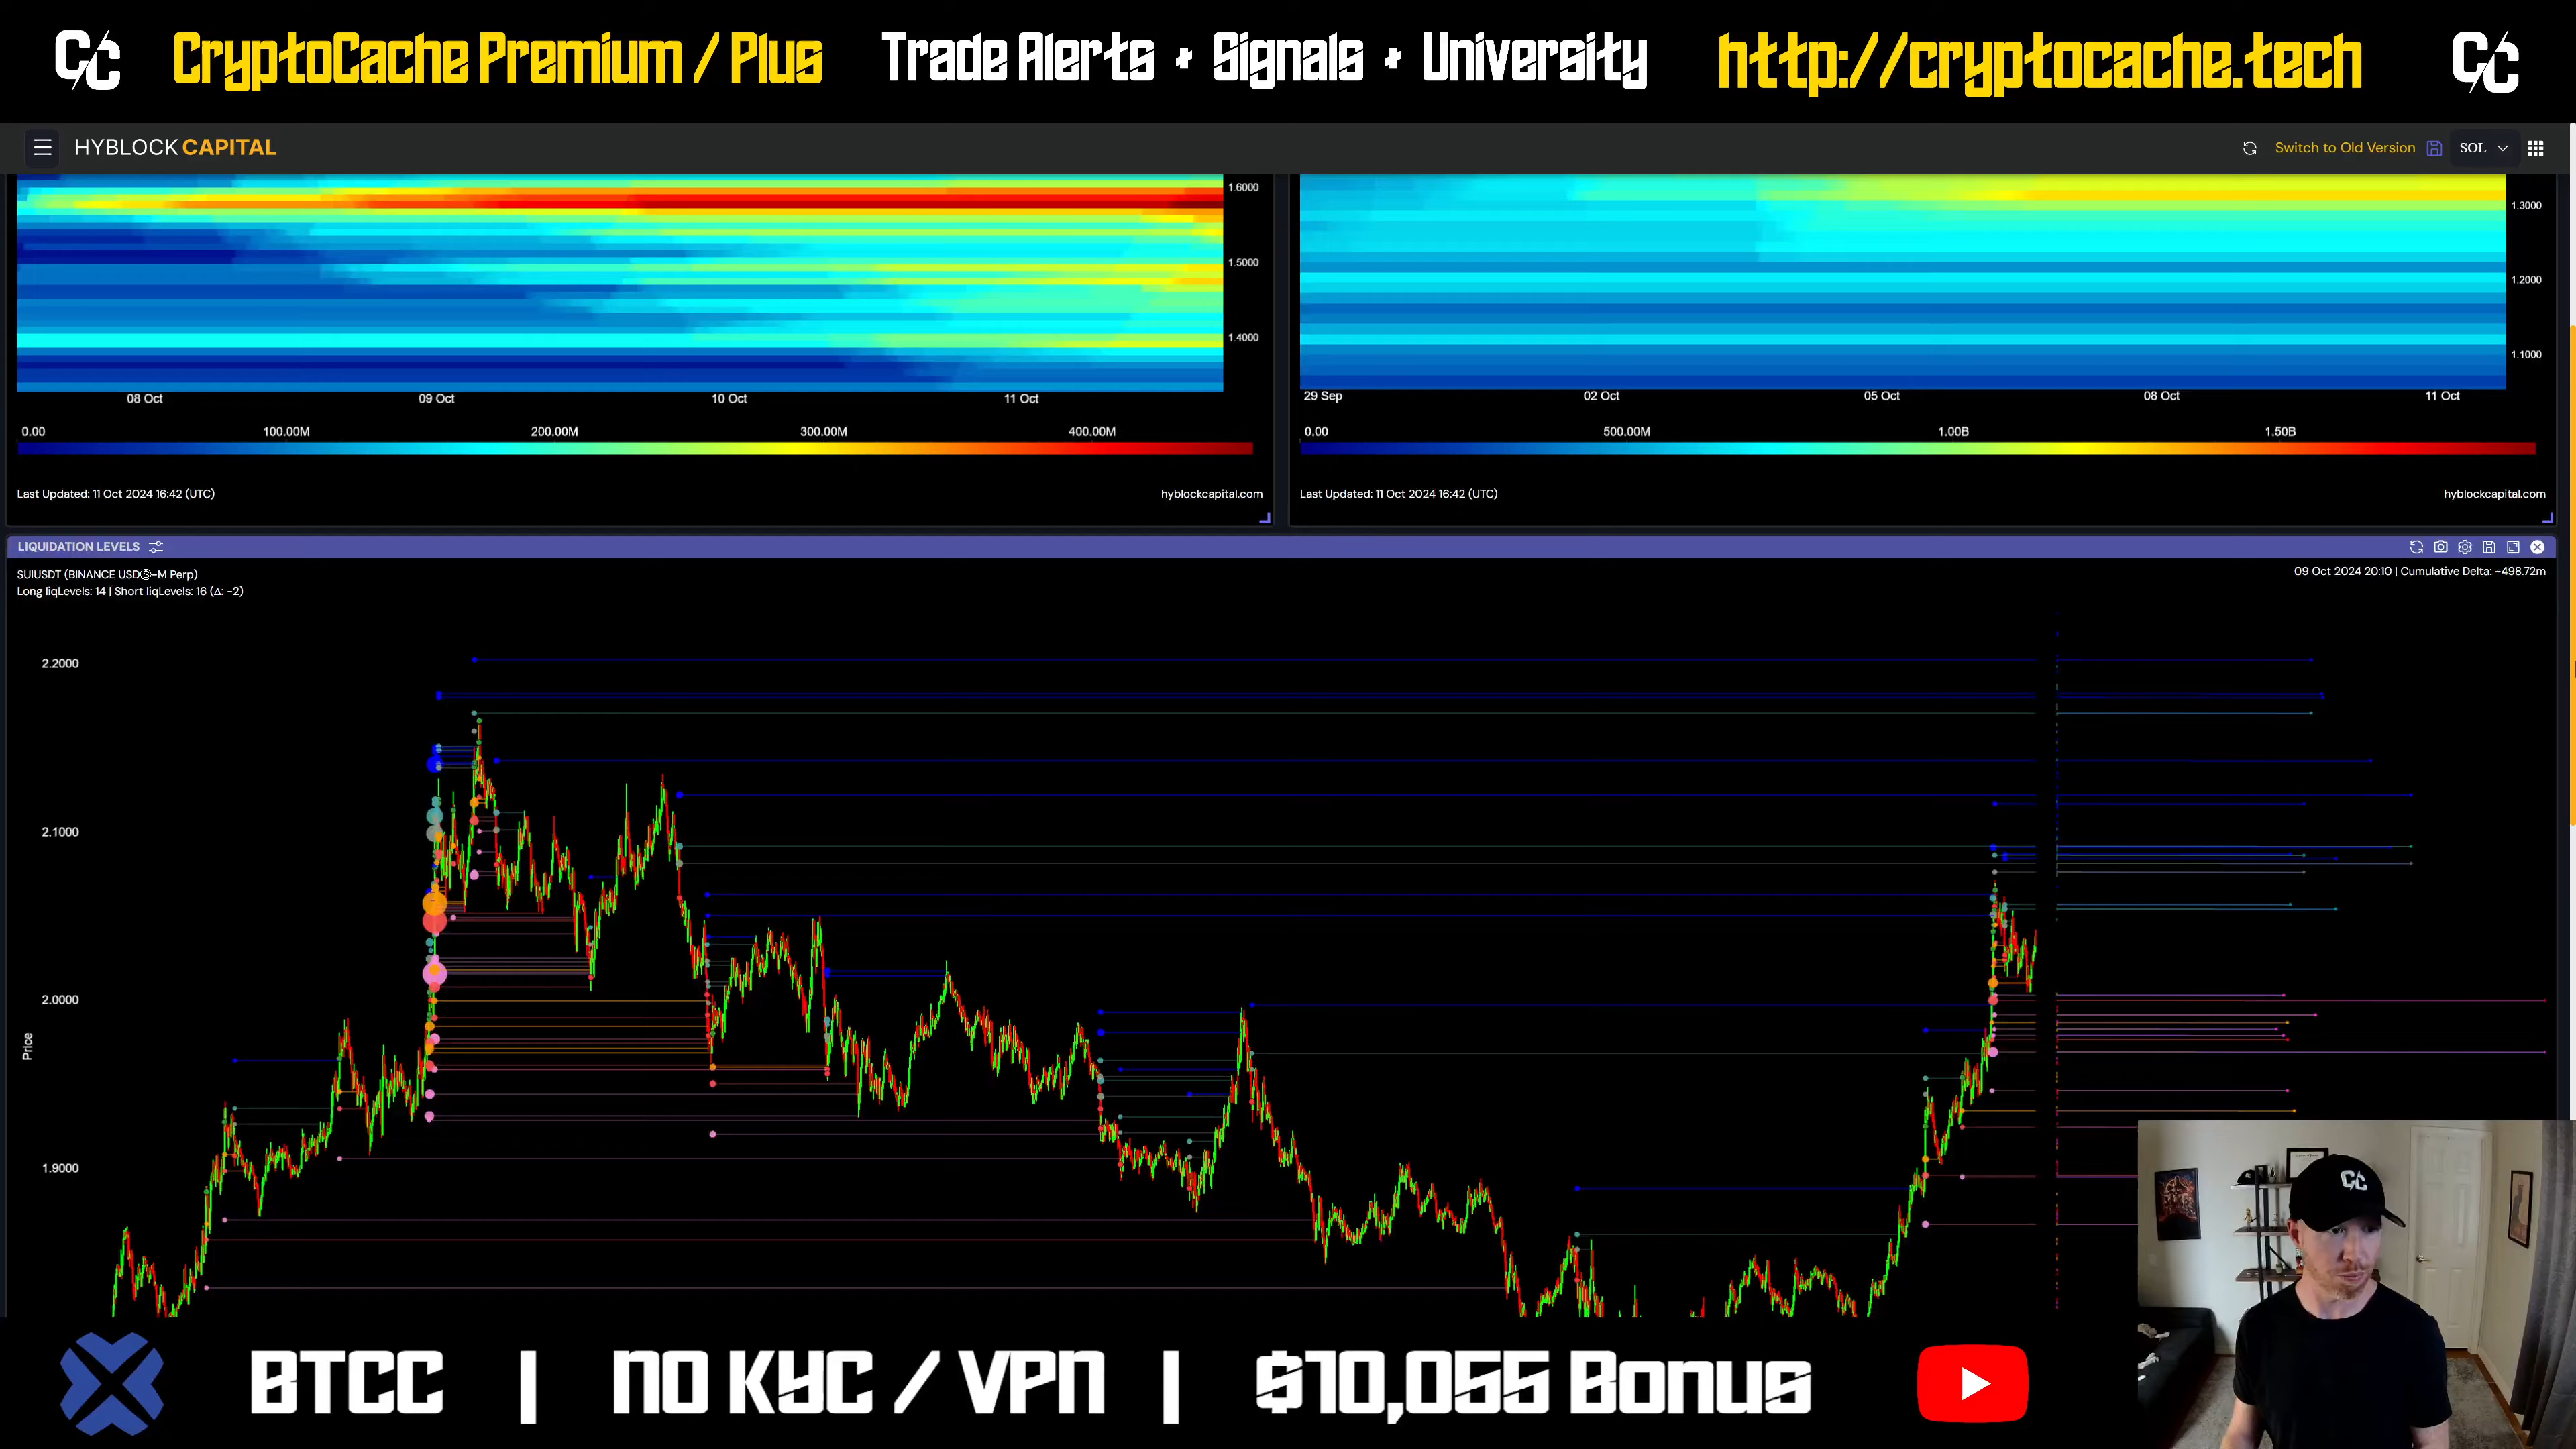 CC CryptoCache Premium / Plus Trade Alerts + Signals + University http://cryptocache.tech CC
HYBLOCK CAPITAL
Switch to Old Version SOL
1.6000
1.5000
1.4000
08 Oct 09 Oct 10 Oct 11 Oct
0.00 100.00M 200.00M 300.00M 400.00M
Last Updated: 11 Oct 2024 16:42 (UTC) hyblockcapital.com
1.3000
1.2000
1.1000
29 Sep 02 Oct 05 Oct 08 Oct 11 Oct
0.00 500.00M 1.00B 1.50B
Last Updated: 11 Oct 2024 16:42 (UTC) hyblockcapital.com
LIQUIDATION LEVELS
SUIUSDT (BINANCE USDⓈ-M Perp)
09 Oct 2024 20:10 | Cumulative Delta: -498.72m
Long liqLevels: 14 | Short liqLevels: 16 (Δ: -2)
2.2000
2.1000
2.0000
Price
1.9000
CC
BTCC | NO KYC / VPN | $10,055 Bonus